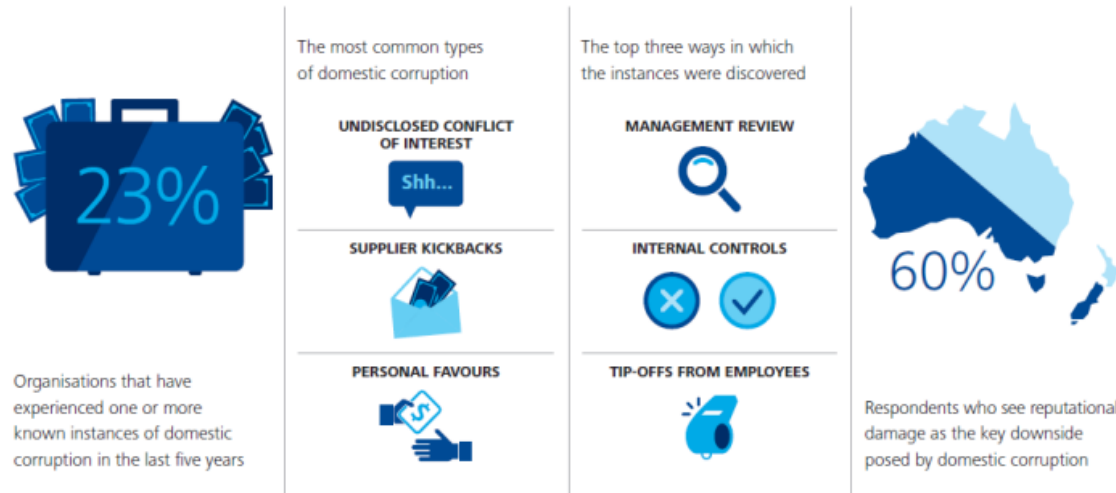 23%
Organisations that have
experienced one or more
known instances of domestic
corruption in the last five years
The most common types
of domestic corruption
UNDISCLOSED CONFLICT
OF INTEREST
Shh...
SUPPLIER KICKBACKS
PERSONAL FAVOURS
$
The top three ways in which
the instances were discovered
MANAGEMENT REVIEW
INTERNAL CONTROLS
TIP-OFFS FROM EMPLOYEES
60%
Respondents who see reputational
damage as the key downside
posed by domestic corruption